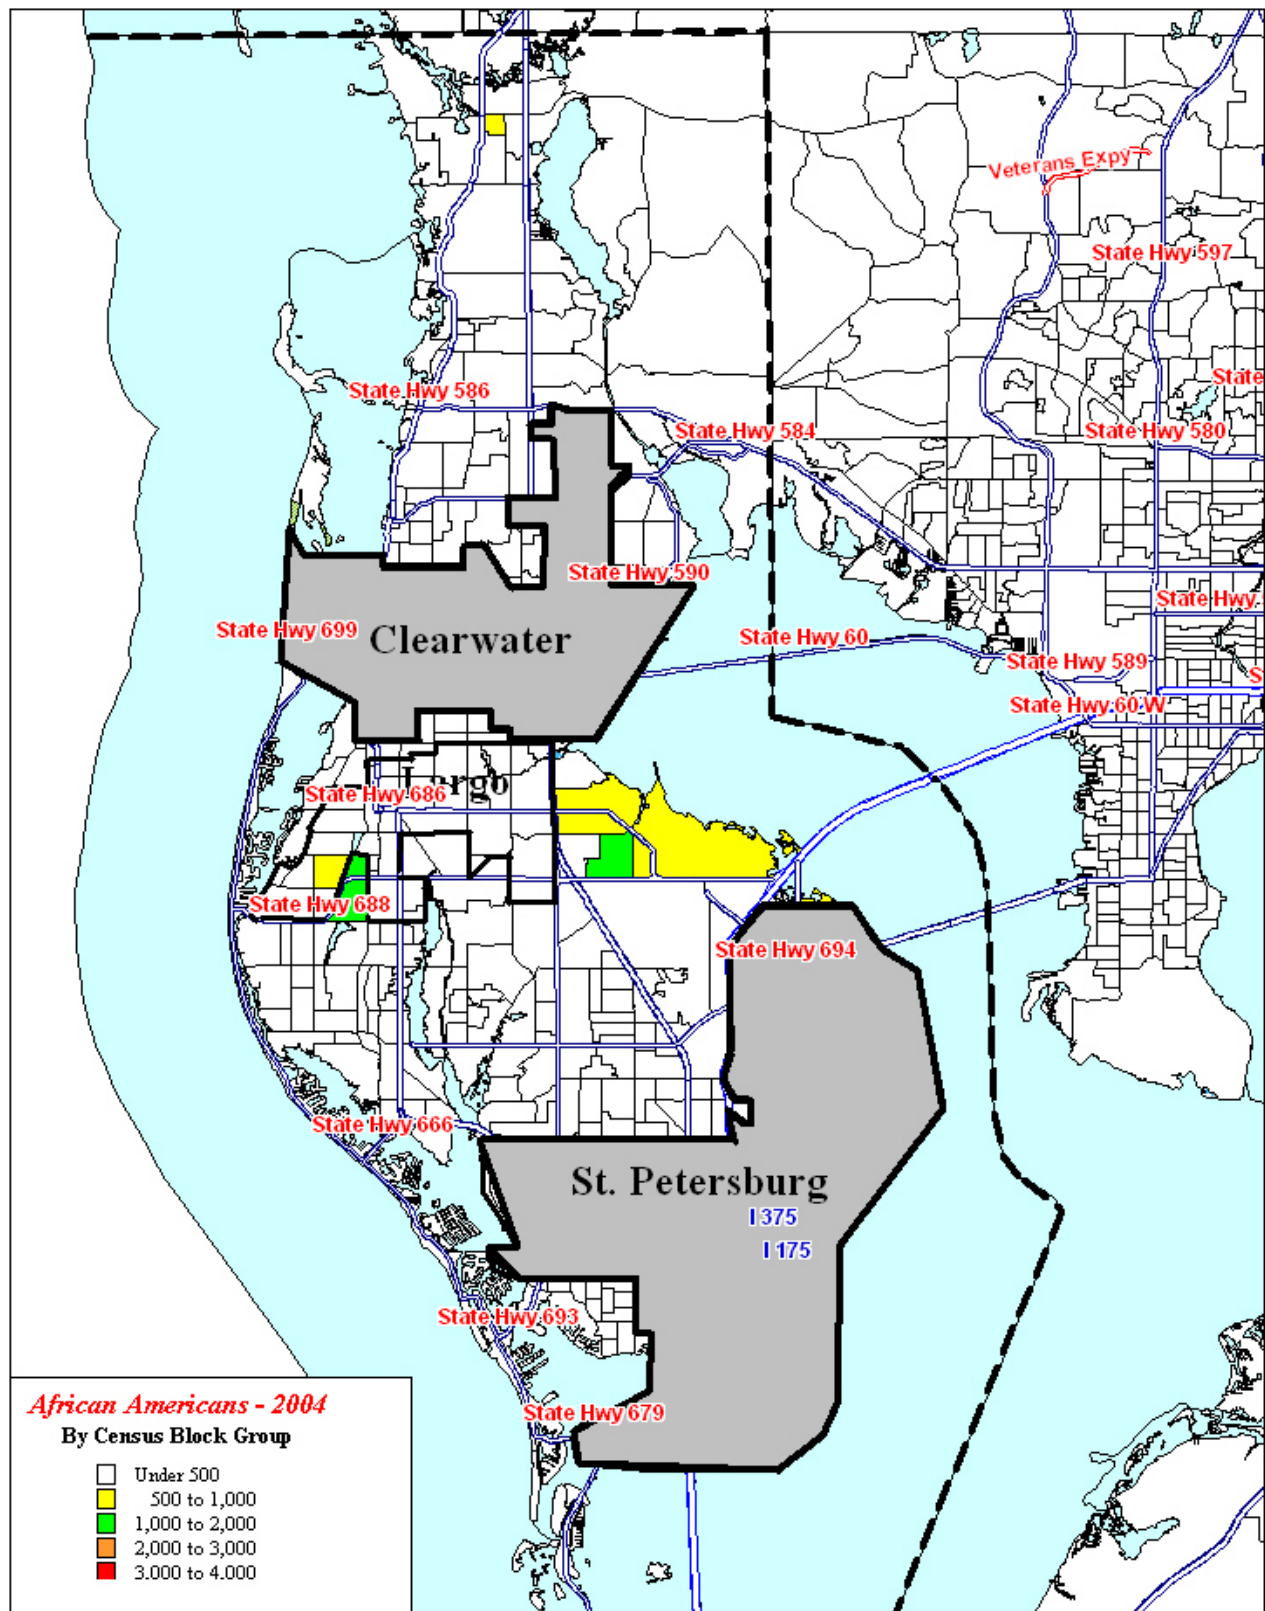 Veterans Expy
State Hwy 597
State Hwy 586
State
State Hwy 584
State Hwy 580
State Hwy 590
State Hwy
State Hwy 699
Clearwater
State Hwy 60
State Hwy 589
S
State Hwy 60 W
Largo
State Hwy 686
State Hwy 688
State Hwy 694
State Hwy 666
St. Petersburg
I 375
I 175
State Hwy 693
State Hwy 679
African Americans - 2004
By Census Block Group
Under 500
500 to 1,000
1,000 to 2,000
2,000 to 3,000
3.000 to 4.000